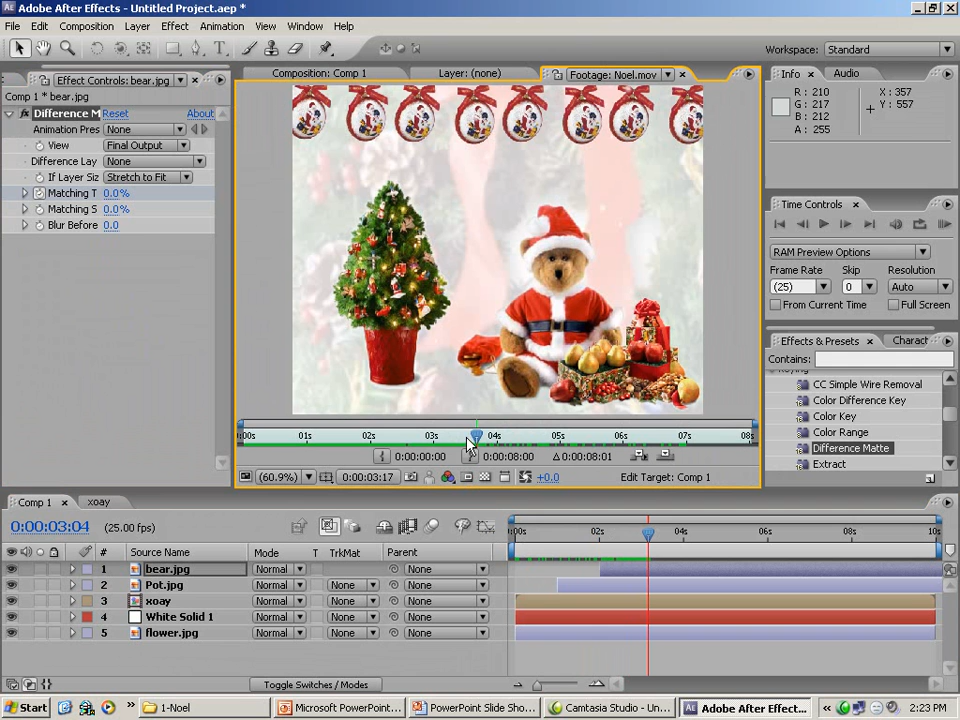 Adobe After Effects - Untitled Project.aep *
File Edit Composition Layer Effect Animation View Window Help
Workspace: Standard
Effect Controls: bear.jpg
Composition: Comp 1 Layer: (none) Footage: Noel.mov
Info Audio
Comp 1 * bear.jpg
Difference M Reset About
Animation Pres None
View Final Output
Difference Lay None
If Layer Siz Stretch to Fit
Matching T 0.0%
Matching S 0.0%
Blur Before 0.0
R: 210
G: 217
B: 212
A: 255
X: 357
Y: 557
Time Controls
RAM Preview Options
Frame Rate Skip Resolution
(25) 0 Auto
From Current Time Full Screen
Effects & Presets Charact
Contains:
Keying
CC Simple Wire Removal
Color Difference Key
Color Key
Color Range
Difference Matte
Extract
0:00s 01s 02s 03s 04s 05s 06s 07s 08s
0:00:00:00 0:00:08:00 Δ0:00:08:01
(60.9%) 0:00:03:17 +0.0 Edit Target: Comp 1
Comp 1 xoay
0:00:03:04 (25.00 fps)
0:00s 02s 04s 06s 08s 10s
# Source Name Mode T TrkMat Parent
1 bear.jpg Normal None
2 Pot.jpg Normal None None
3 xoay Normal None None
4 White Solid 1 Normal None None
5 flower.jpg Normal None None
Toggle Switches / Modes
Start 1-Noel Microsoft PowerPoint... PowerPoint Slide Sho... Camtasia Studio - Un... Adobe After Effect... 2:23 PM